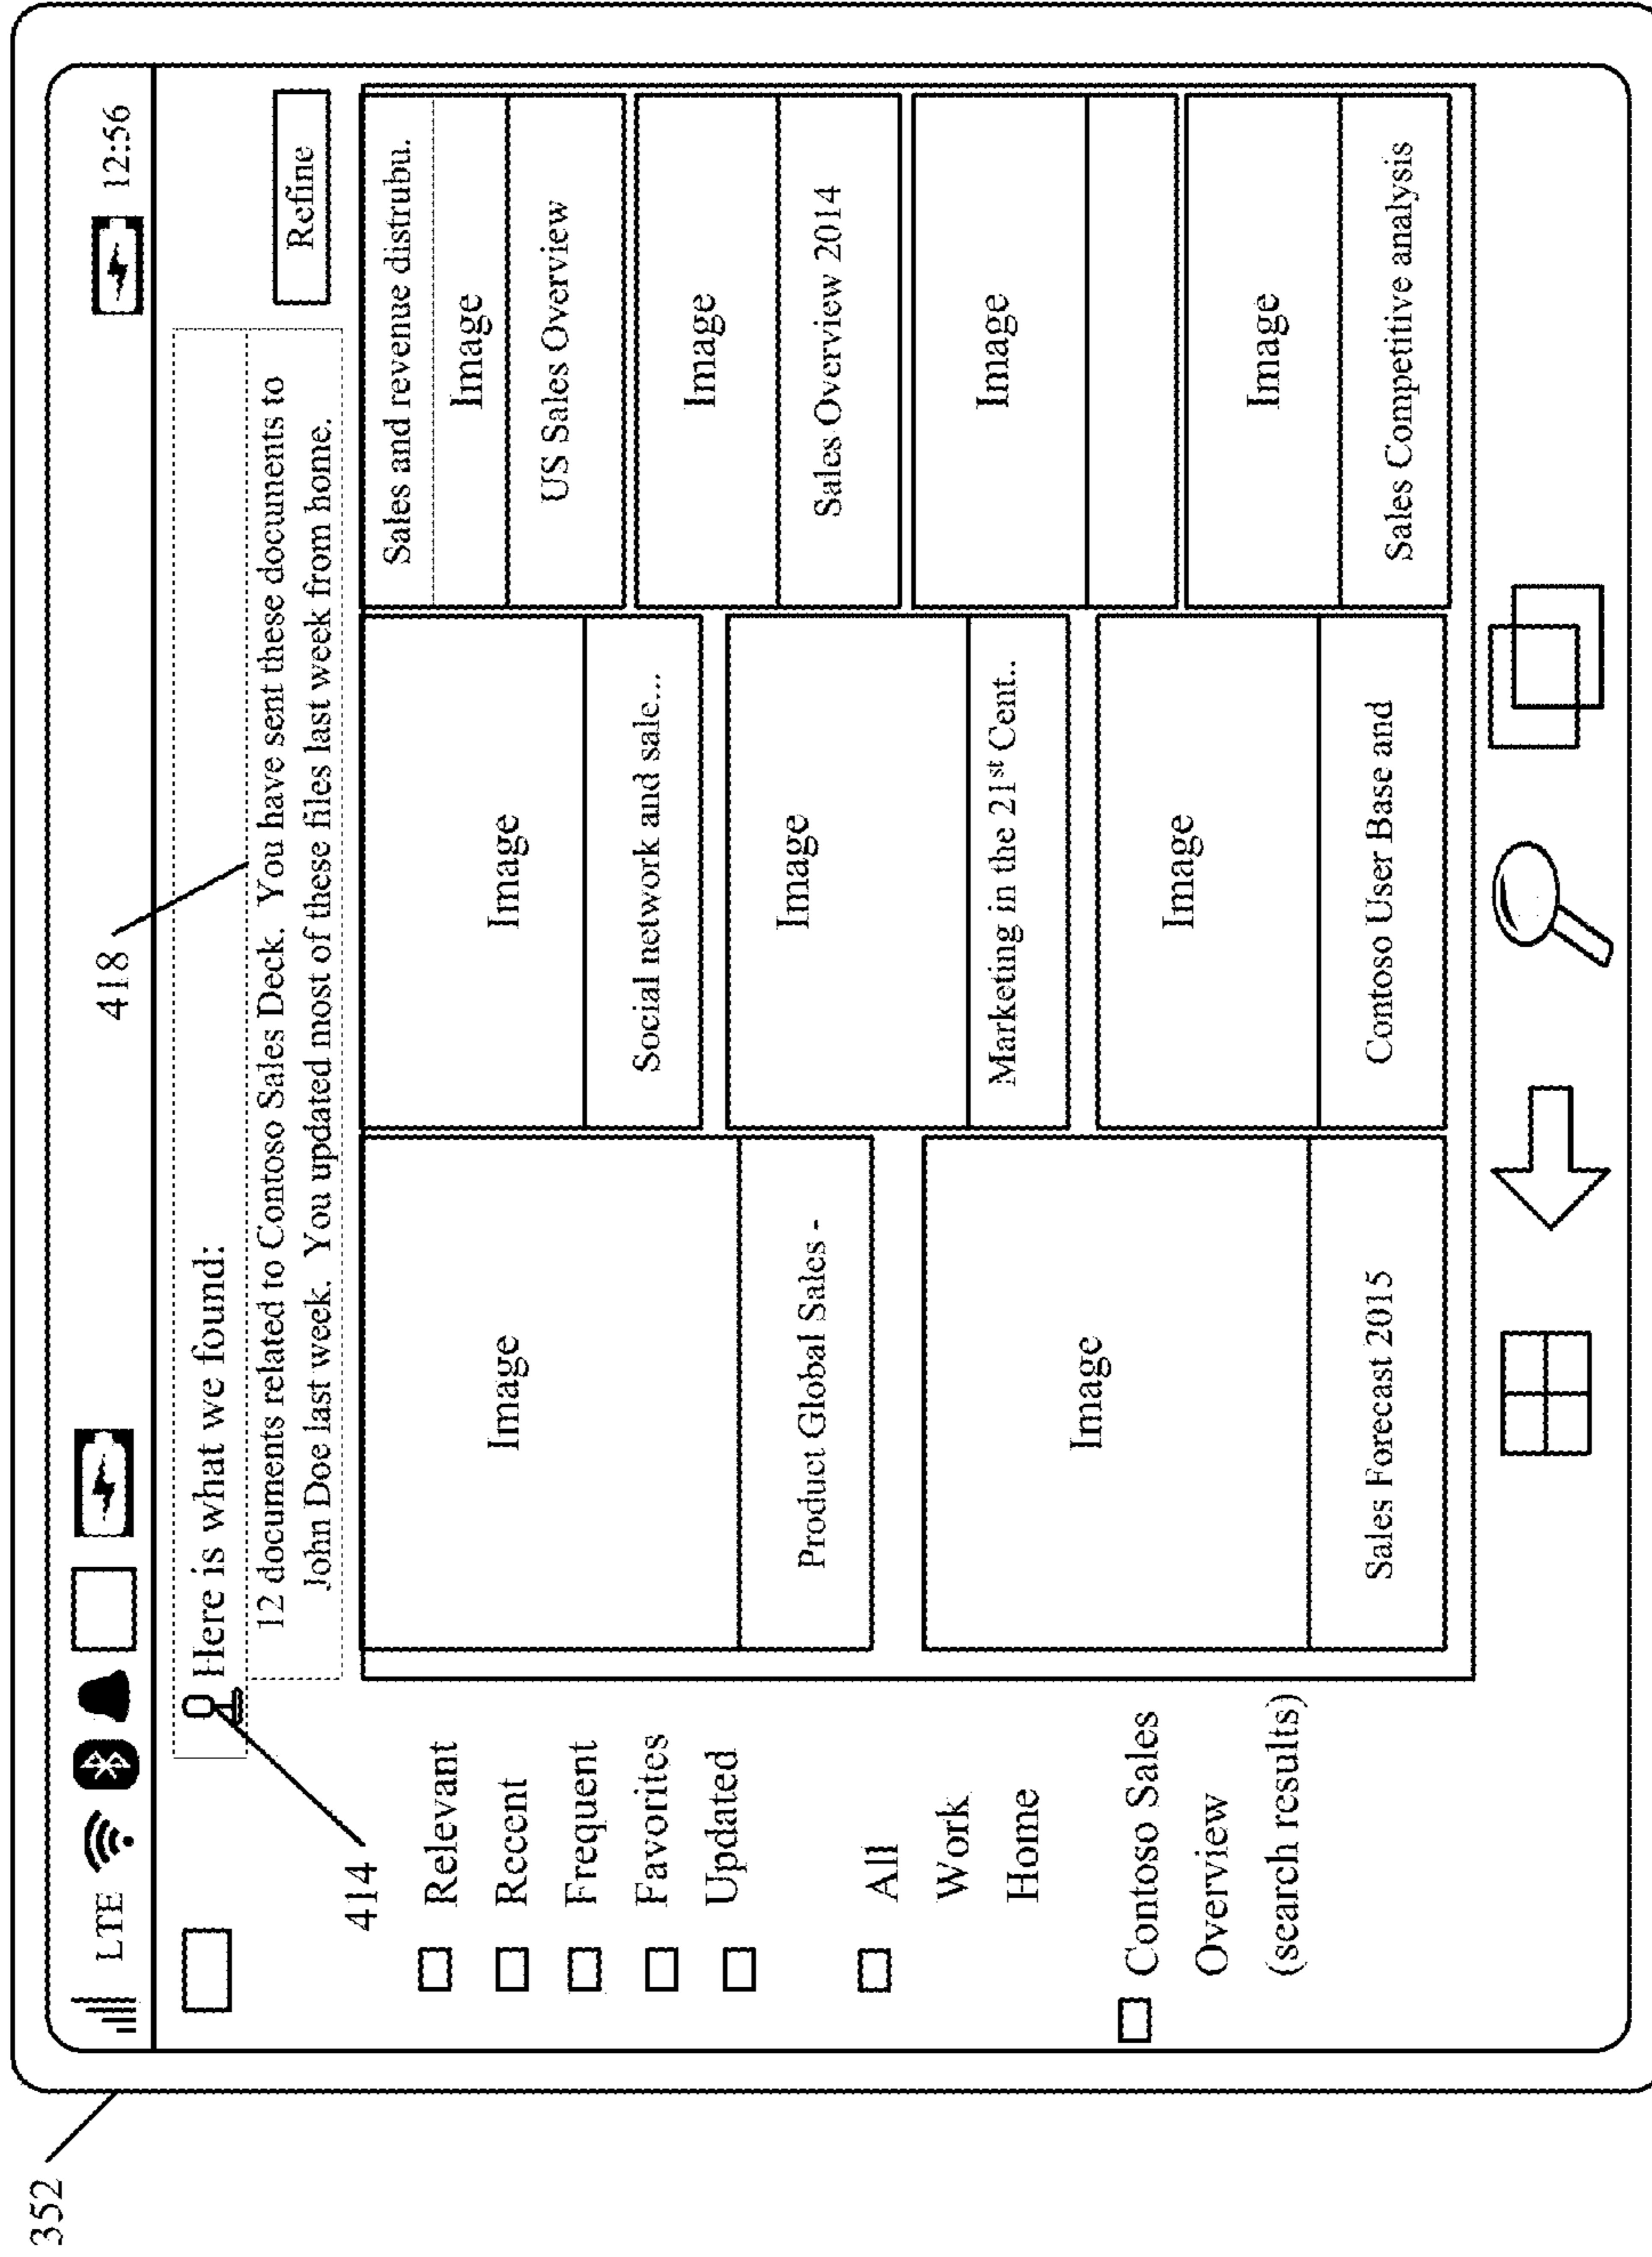 352
LTE
418
12:56
Here is what we found:
12 documents related to Contoso Sales Deck. You have sent these documents to
John Doe last week. You updated most of these files last week from home.
Refine
414
Relevant
Recent
Frequent
Favorites
Updated
All
Work
Home
Contoso Sales
Overview
(search results)
Image
Product Global Sales -
Image
Sales Forecast 2015
Image
Social network and sale...
Image
Marketing in the 21st Cent..
Image
Contoso User Base and
Sales and revenue distrubu.
Image
US Sales Overview
Image
Sales Overview 2014
Image
Image
Sales Competitive analysis